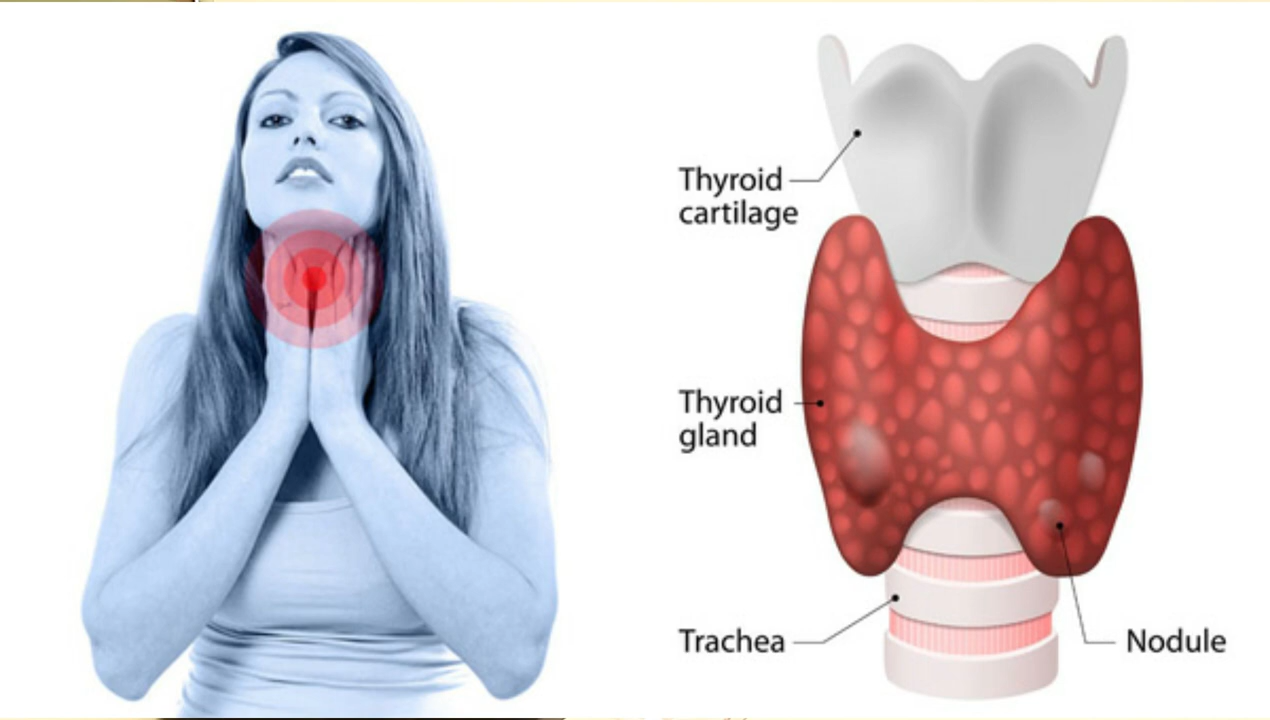 Thyroid
cartilage
Thyroid
gland
Trachea
Nodule